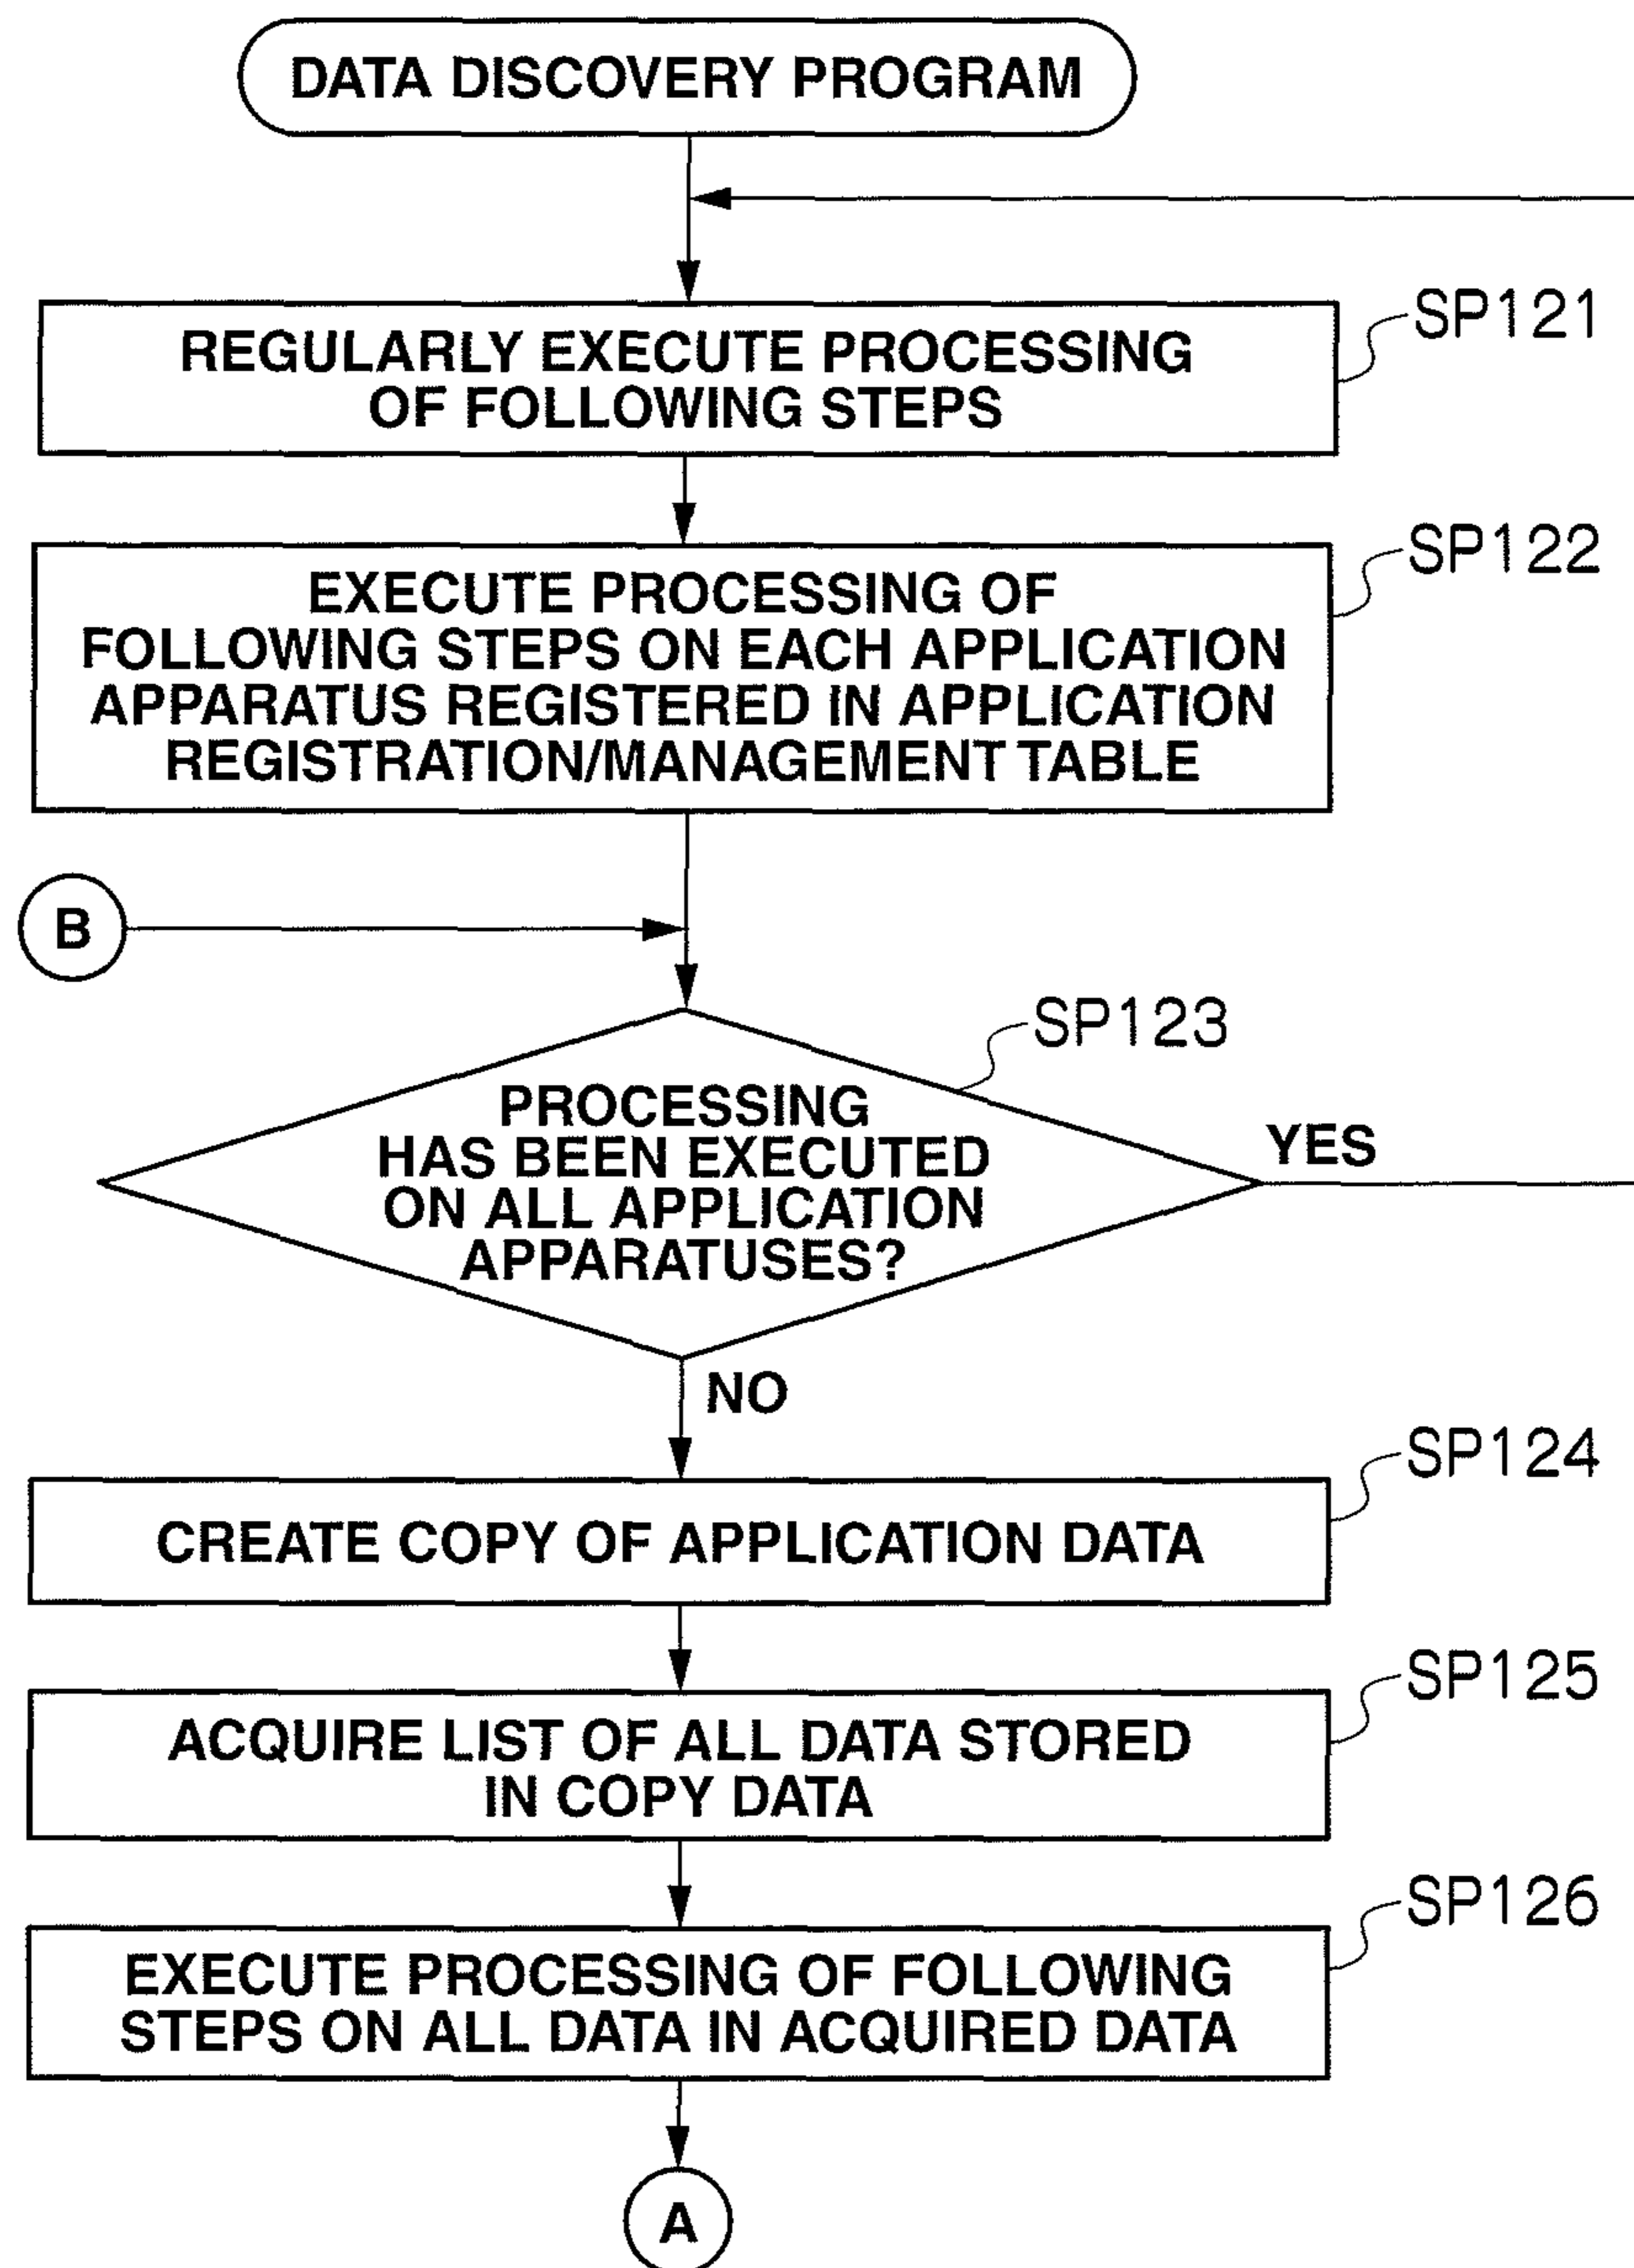 DATA DISCOVERY PROGRAM
SP121
REGULARLY EXECUTE PROCESSING
OF FOLLOWING STEPS
SP122
EXECUTE PROCESSING OF
FOLLOWING STEPS ON EACH APPLICATION
APPARATUS REGISTERED IN APPLICATION
REGISTRATION/MANAGEMENT TABLE
B
SP123
PROCESSING
HAS BEEN EXECUTED
ON ALL APPLICATION
APPARATUSES?
YES
NO
SP124
CREATE COPY OF APPLICATION DATA
SP125
ACQUIRE LIST OF ALL DATA STORED
IN COPY DATA
SP126
EXECUTE PROCESSING OF FOLLOWING
STEPS ON ALL DATA IN ACQUIRED DATA
A